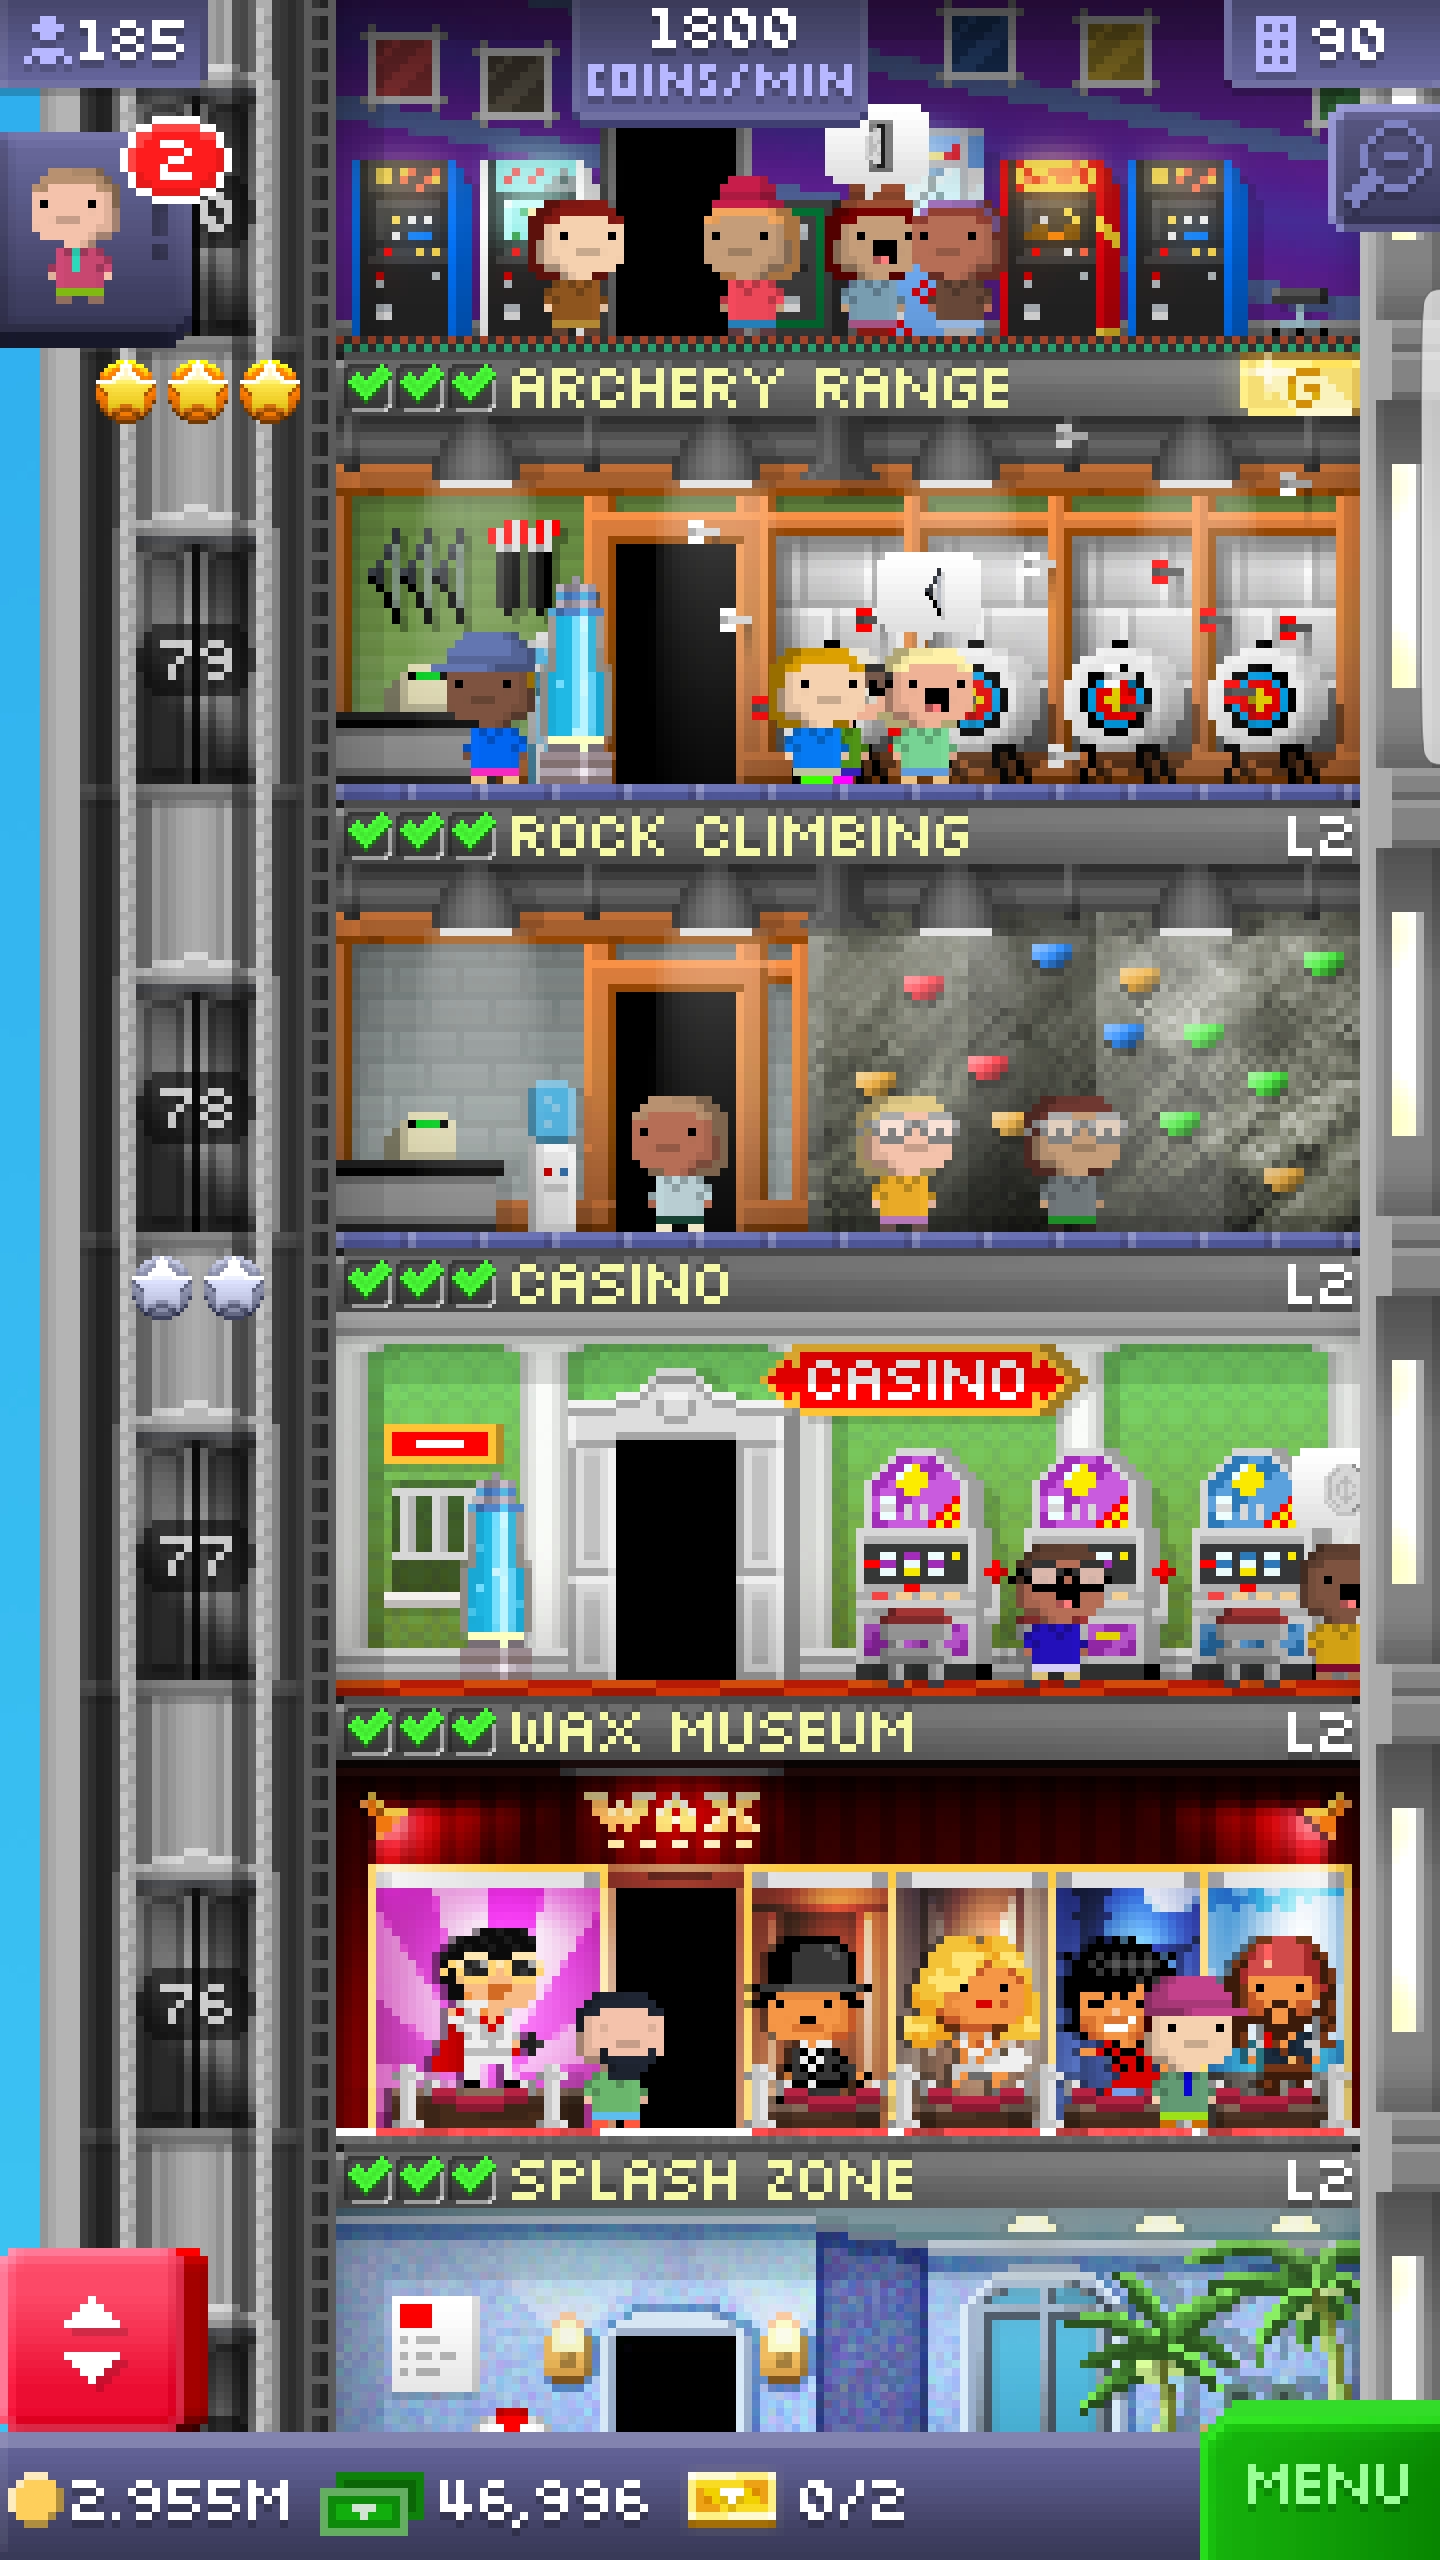 185
1800
COINS/MIN
90
2
ARCHERY RANGE
G
79
ROCK CLIMBING L2
78
CASINO L2
CASINO
77
WAX MUSEUM L2
WAX
76
SPLASH ZONE L2
2.955M 46,996 0/2
MENU